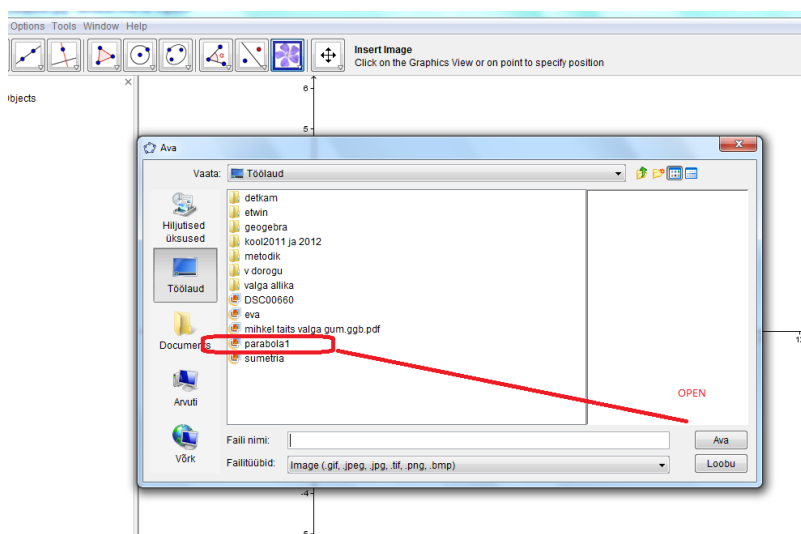 Options Tools Window Help
Insert Image
Click on the Graphics View or on point to specify position
bjects
6
5
Ava
Vaata:
Töölaud
Hiljutised
üksused
Töölaud
Documents
Arvuti
Võrk
detkam
etwin
geogebra
kool2011 ja 2012
metodik
v dorogu
valga allika
DSC00660
eva
mihkel taits valga gum.ggb.pdf
parabola1
sumetria
OPEN
Faili nimi:
Ava
Failitüübid:
Image (.gif, .jpeg, .jpg, .tif, .png, .bmp)
Loobu
-4